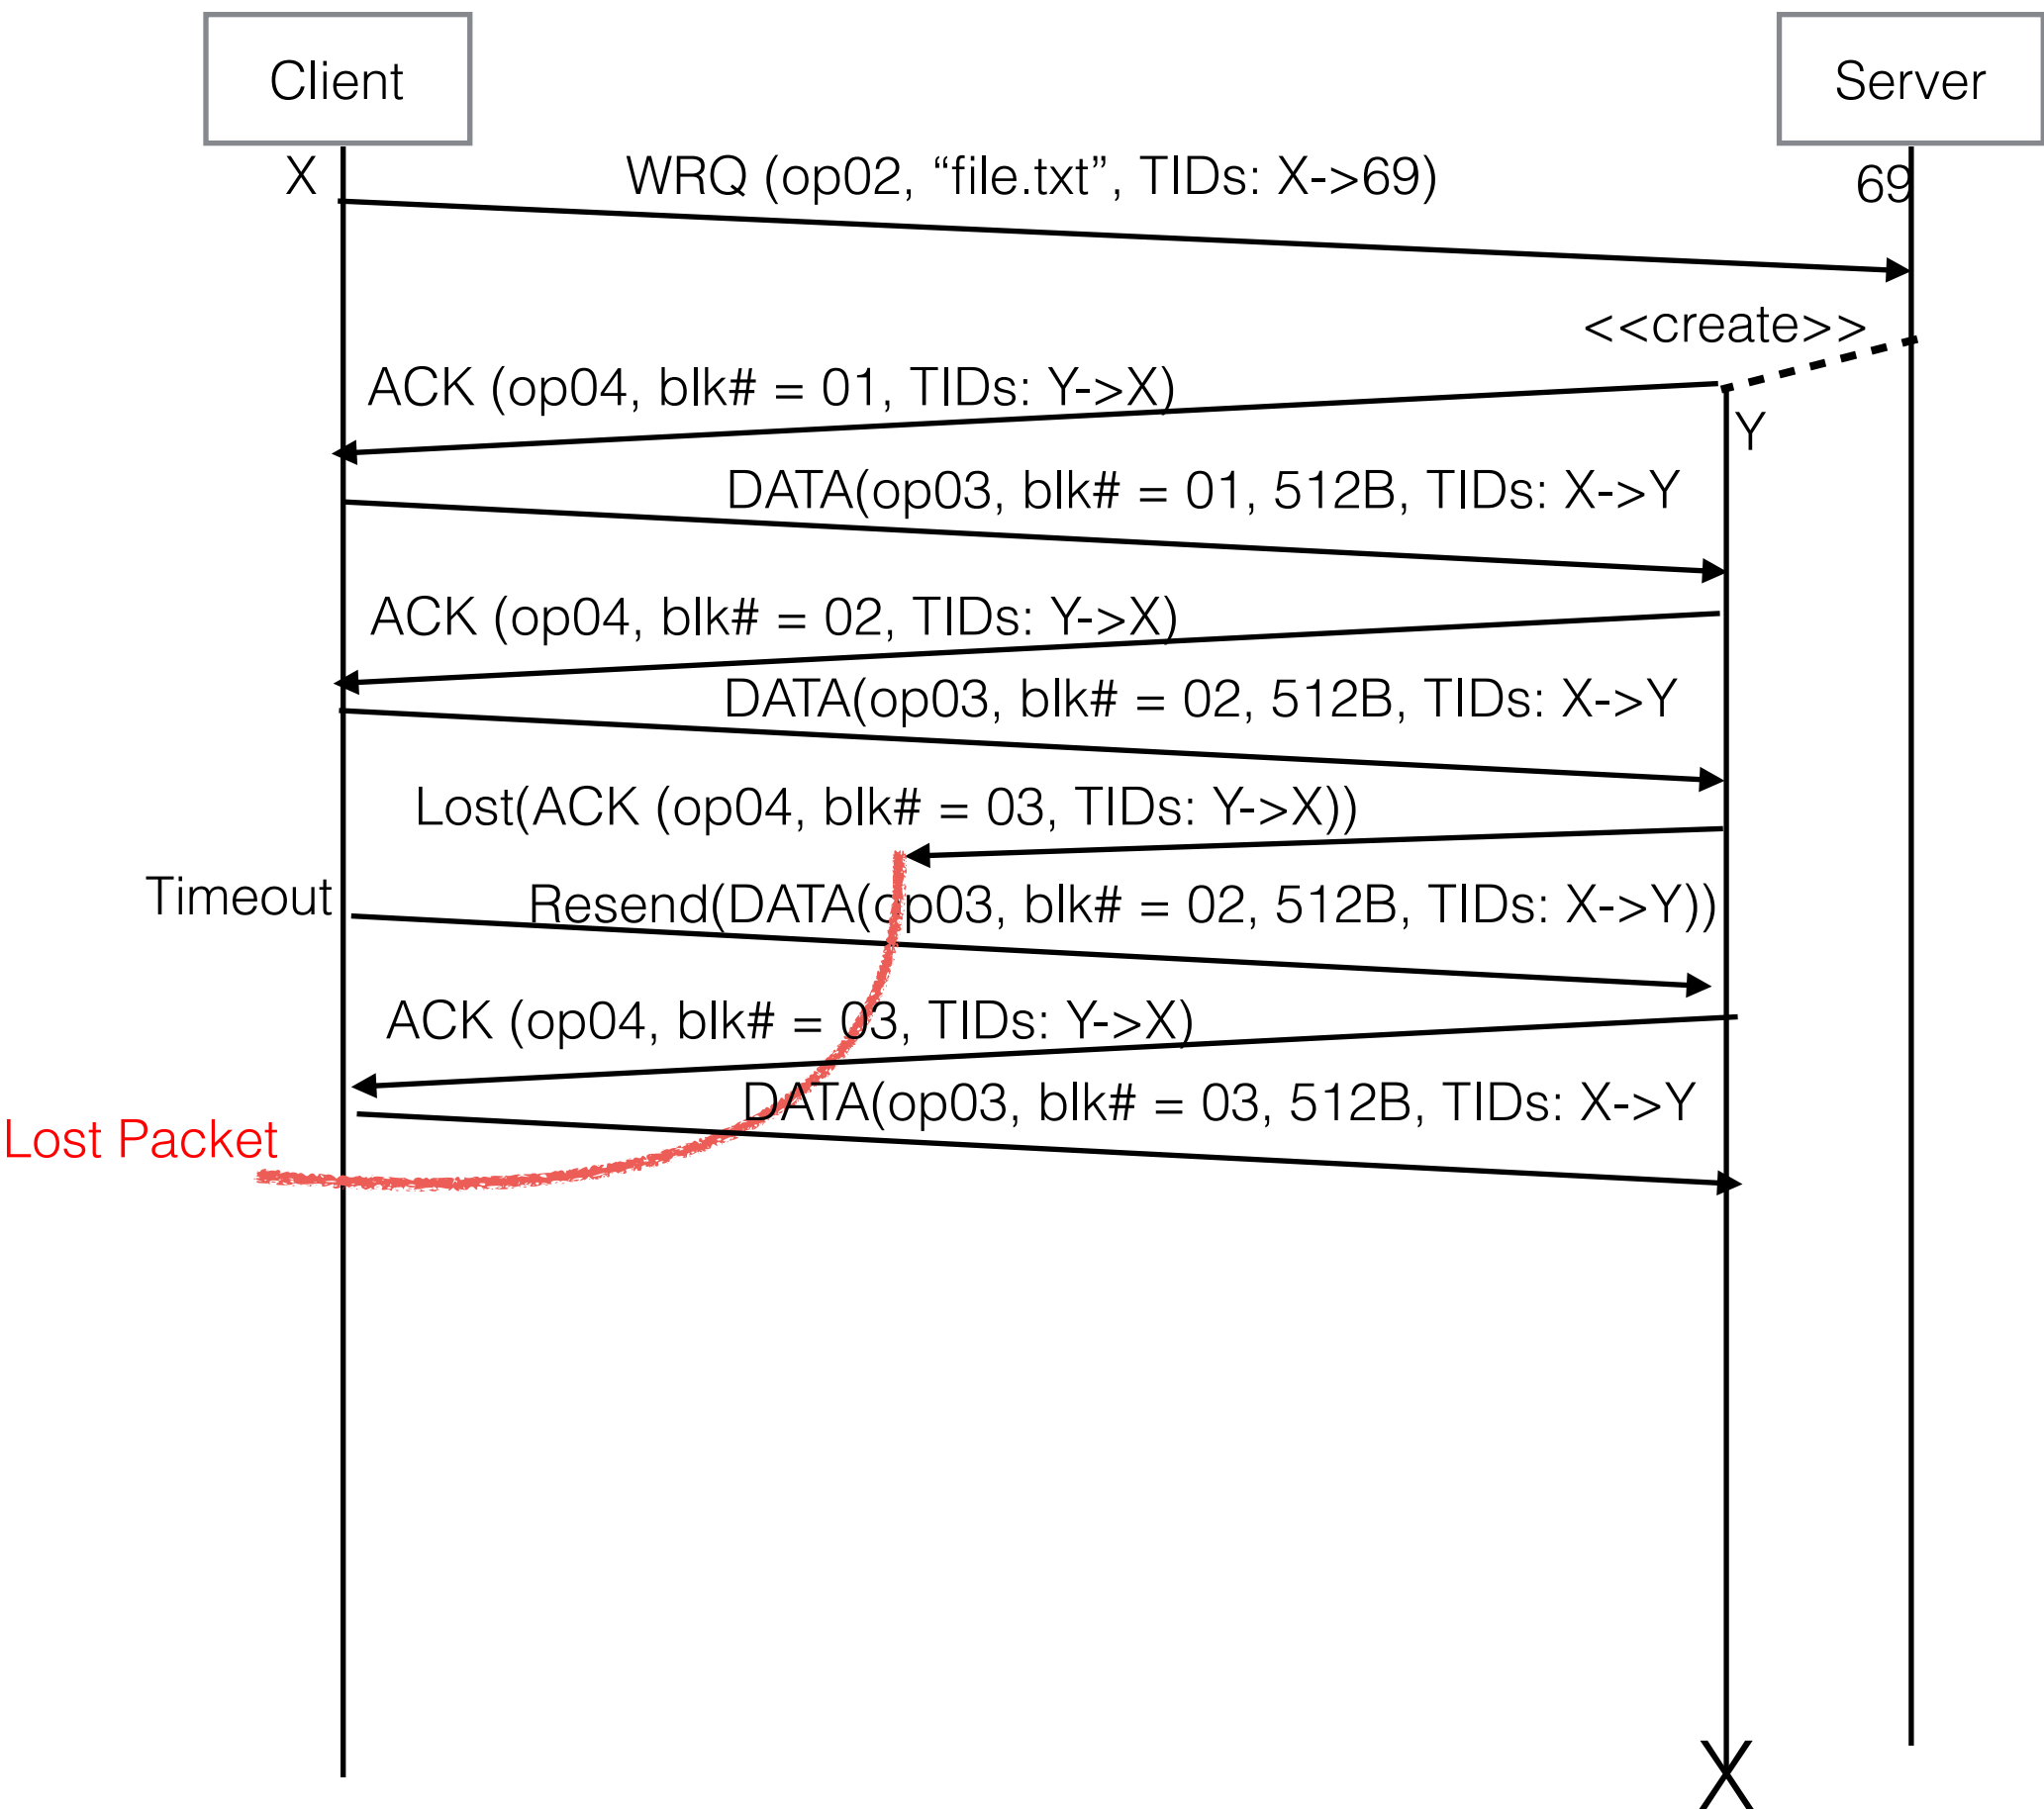 Client
Server
X
WRQ (op02, “file.txt”, TIDs: X->69)
69
<<create>>
ACK (op04, blk# = 01, TIDs: Y->X)
Y
DATA(op03, blk# = 01, 512B, TIDs: X->Y
ACK (op04, blk# = 02, TIDs: Y->X)
DATA(op03, blk# = 02, 512B, TIDs: X->Y
Lost(ACK (op04, blk# = 03, TIDs: Y->X))
Timeout
Resend(DATA(op03, blk# = 02, 512B, TIDs: X->Y))
ACK (op04, blk# = 03, TIDs: Y->X)
DATA(op03, blk# = 03, 512B, TIDs: X->Y
Lost Packet
X